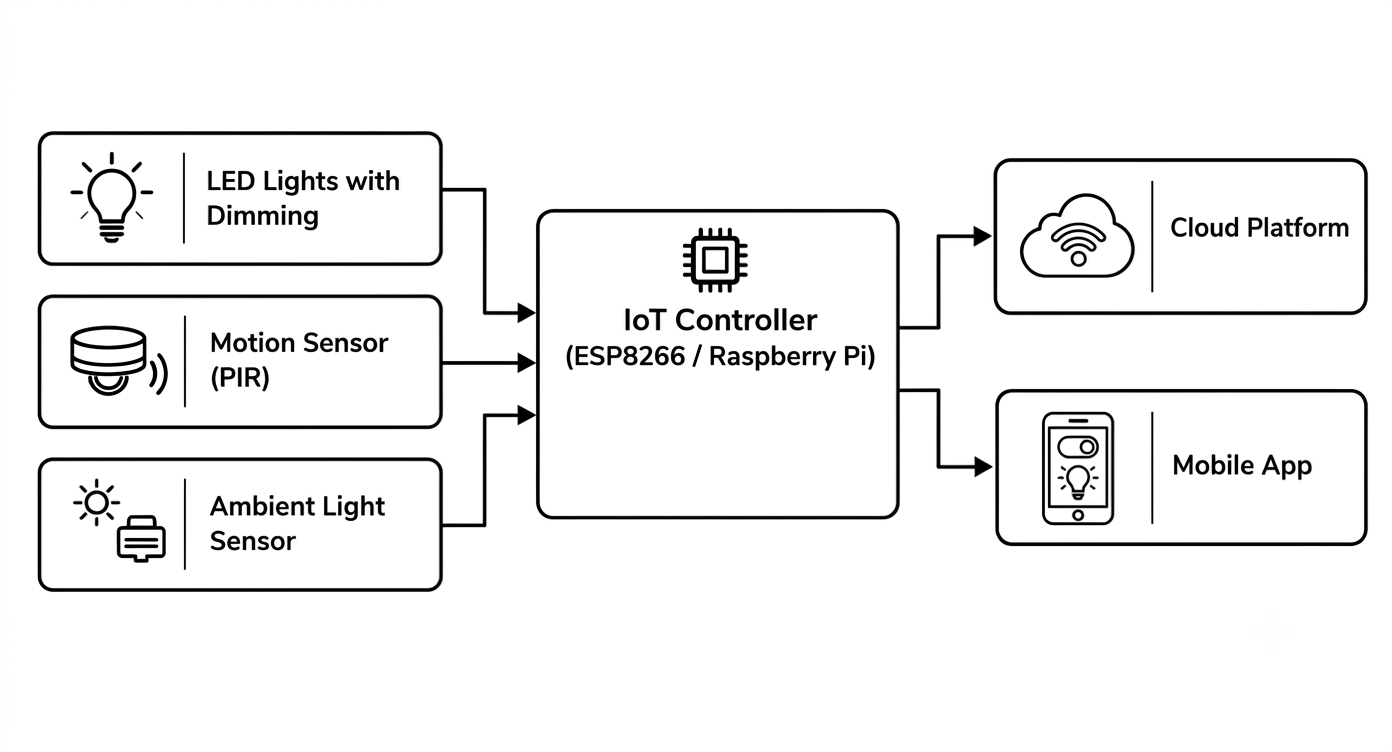 LED Lights with
Dimming
Motion Sensor
(PIR)
Ambient Light
Sensor
IoT Controller
(ESP8266 / Raspberry Pi)
Cloud Platform
Mobile App